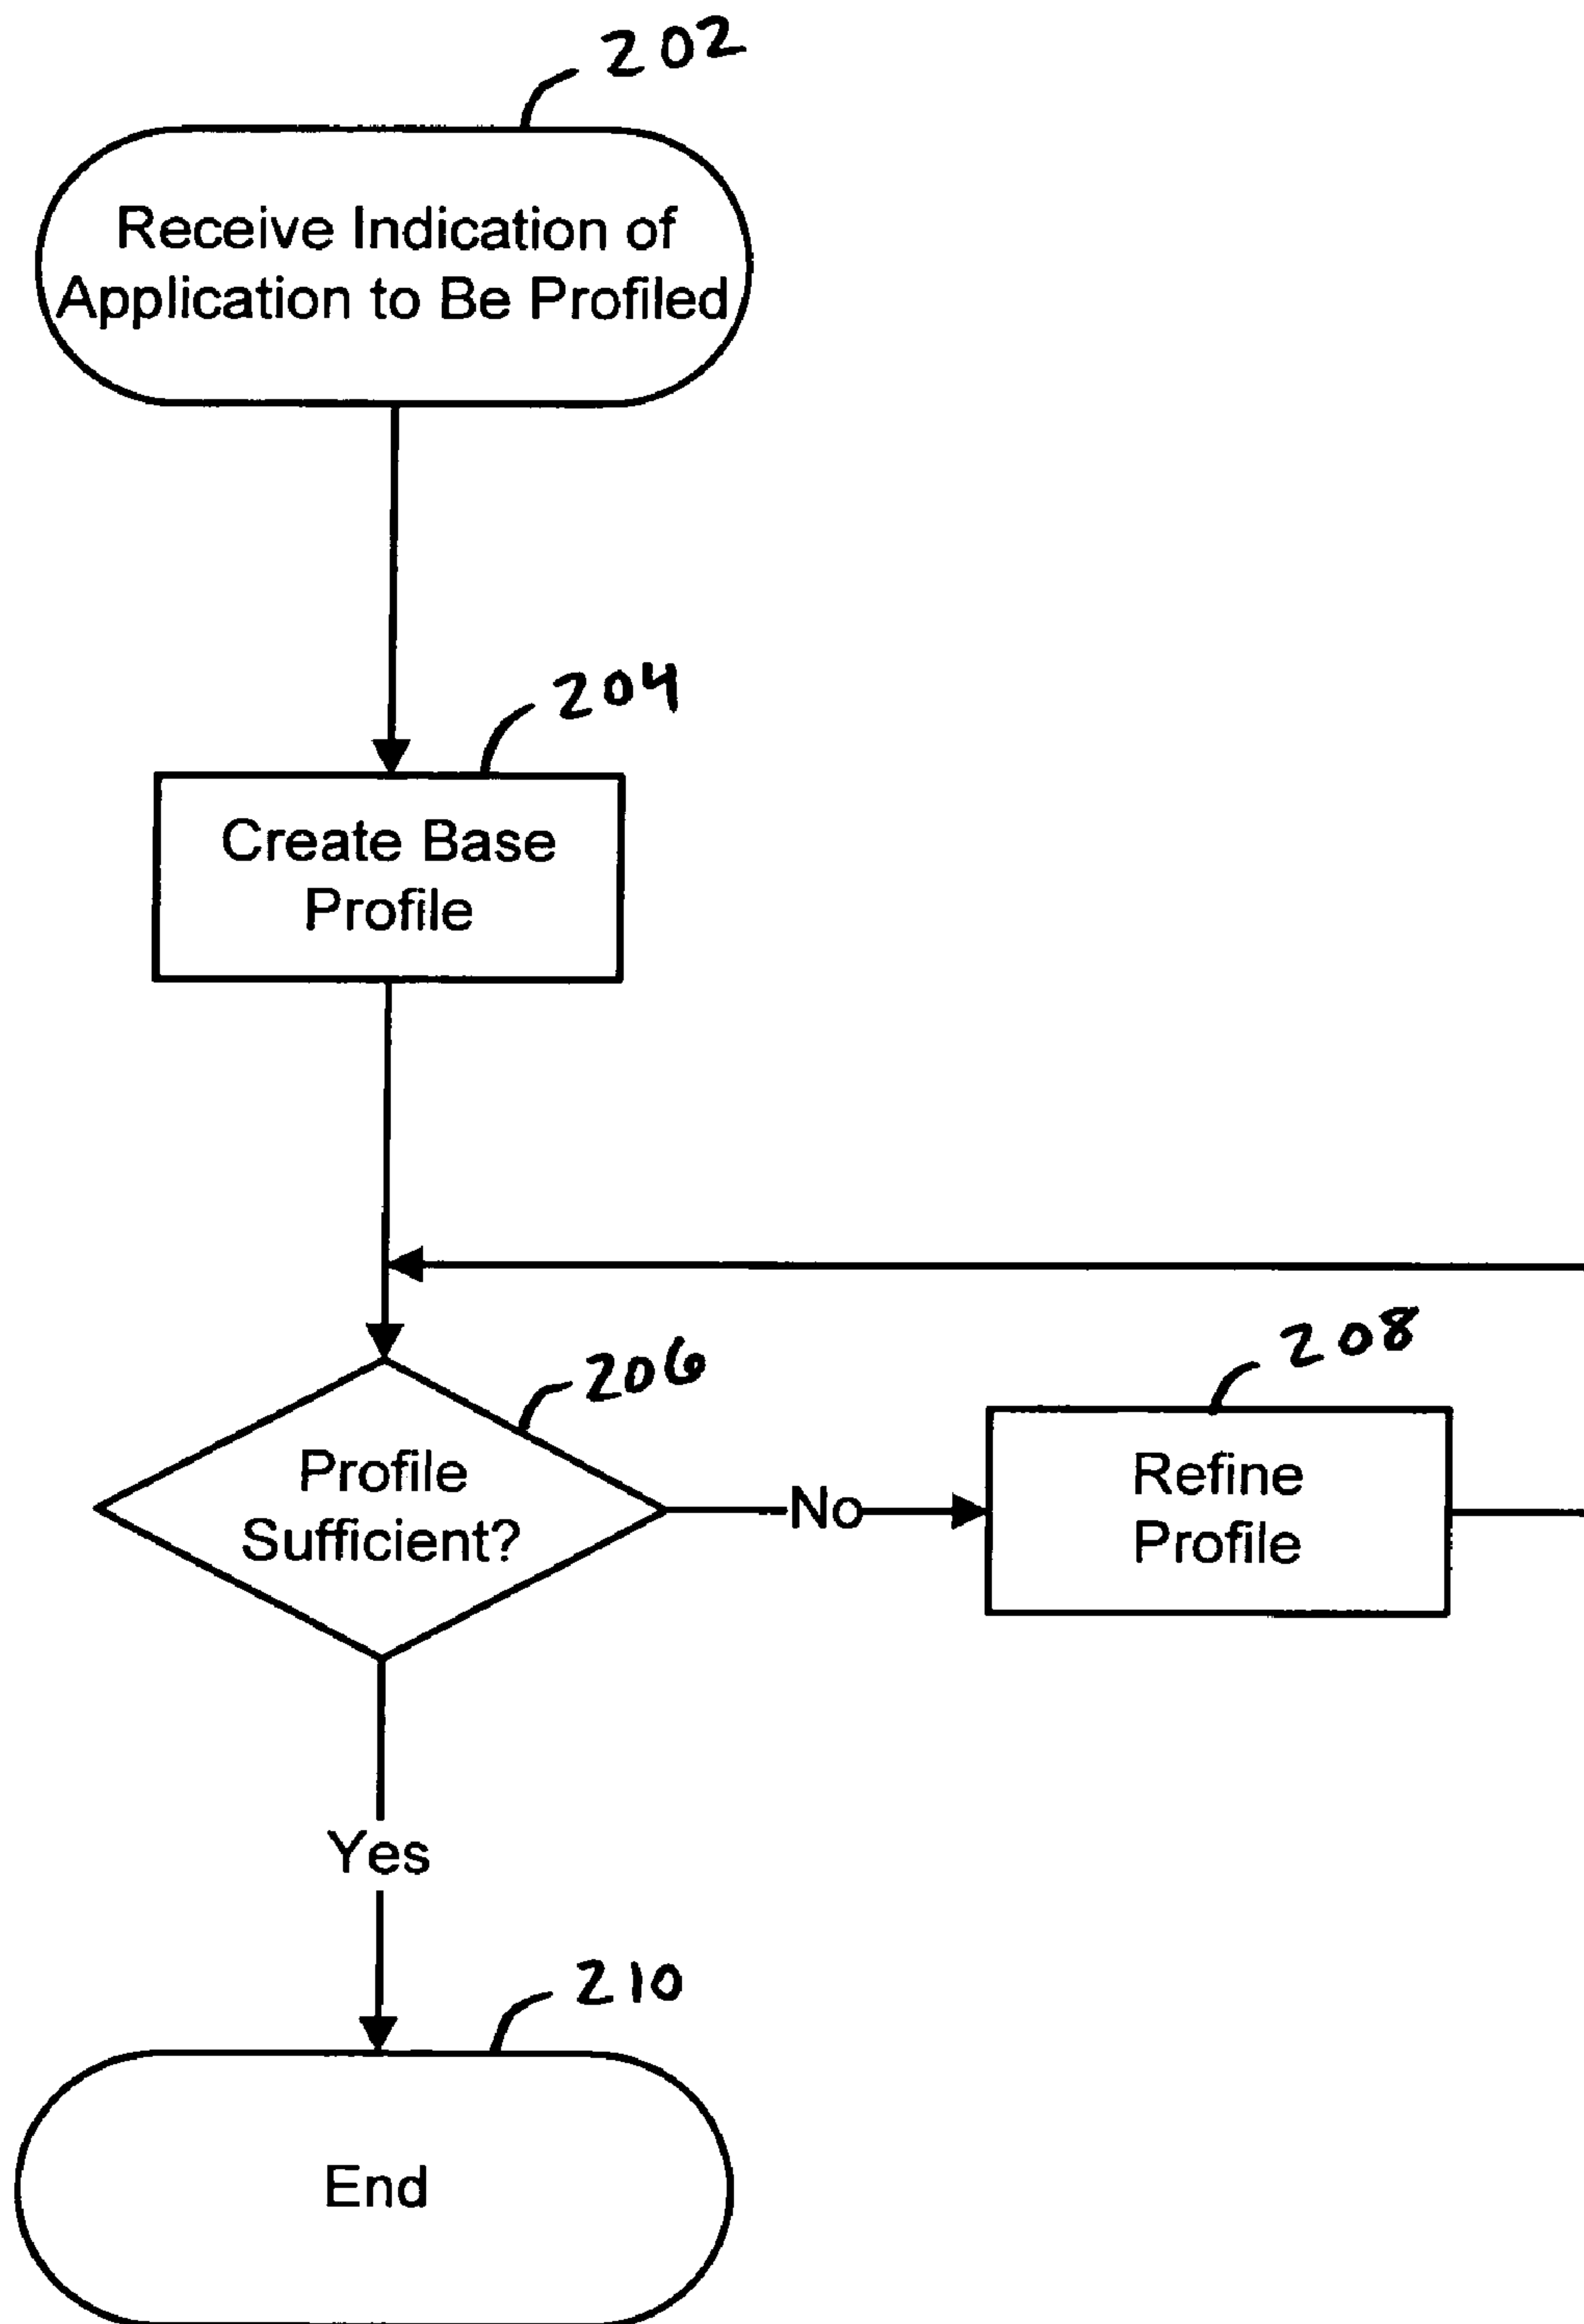 202
Receive Indication of
Application to Be Profiled
204
Create Base
Profile
206
Profile
Sufficient?
No
208
Refine
Profile
Yes
210
End